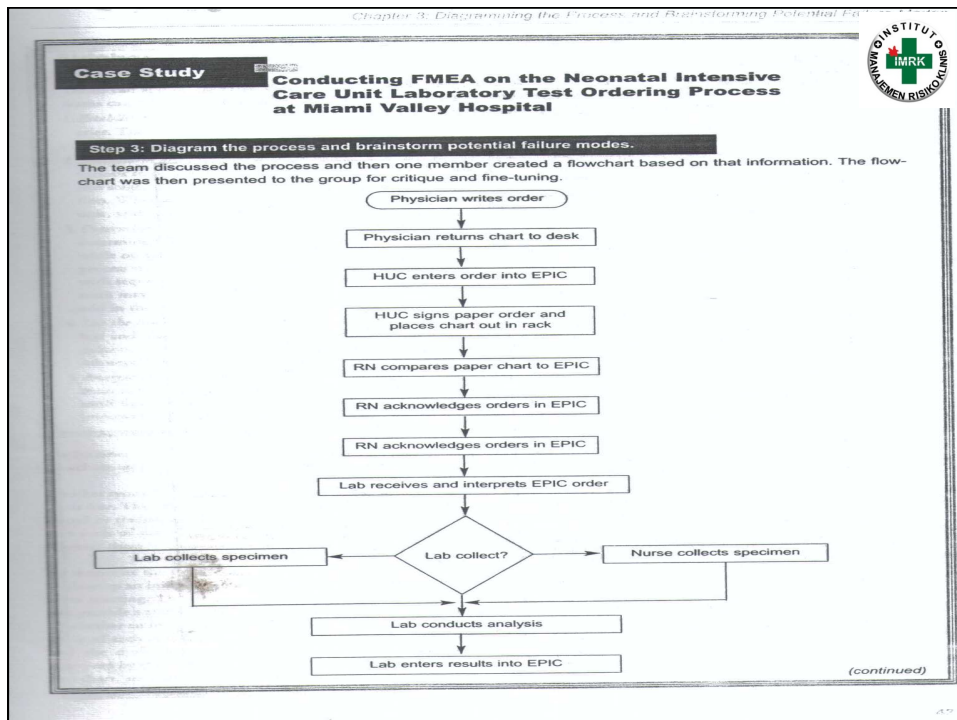 Chapter 3: Diagramming the Process and Brainstorming Potential
INSTITUT
MANAJEMEN RISIKO KLINIS
IMRK
Case Study
Conducting FMEA on the Neonatal Intensive
Care Unit Laboratory Test Ordering Process
at Miami Valley Hospital
Step 3: Diagram the process and brainstorm potential failure modes.
The team discussed the process and then one member created a flowchart based on that information. The flow-
chart was then presented to the group for critique and fine-tuning.
Physician writes order
Physician returns chart to desk
HUC enters order into EPIC
HUC signs paper order and
places chart out in rack
RN compares paper chart to EPIC
RN acknowledges orders in EPIC
RN acknowledges orders in EPIC
Lab receives and interprets EPIC order
Lab collects specimen
Lab collect?
Nurse collects specimen
Lab conducts analysis
Lab enters results into EPIC
(continued)